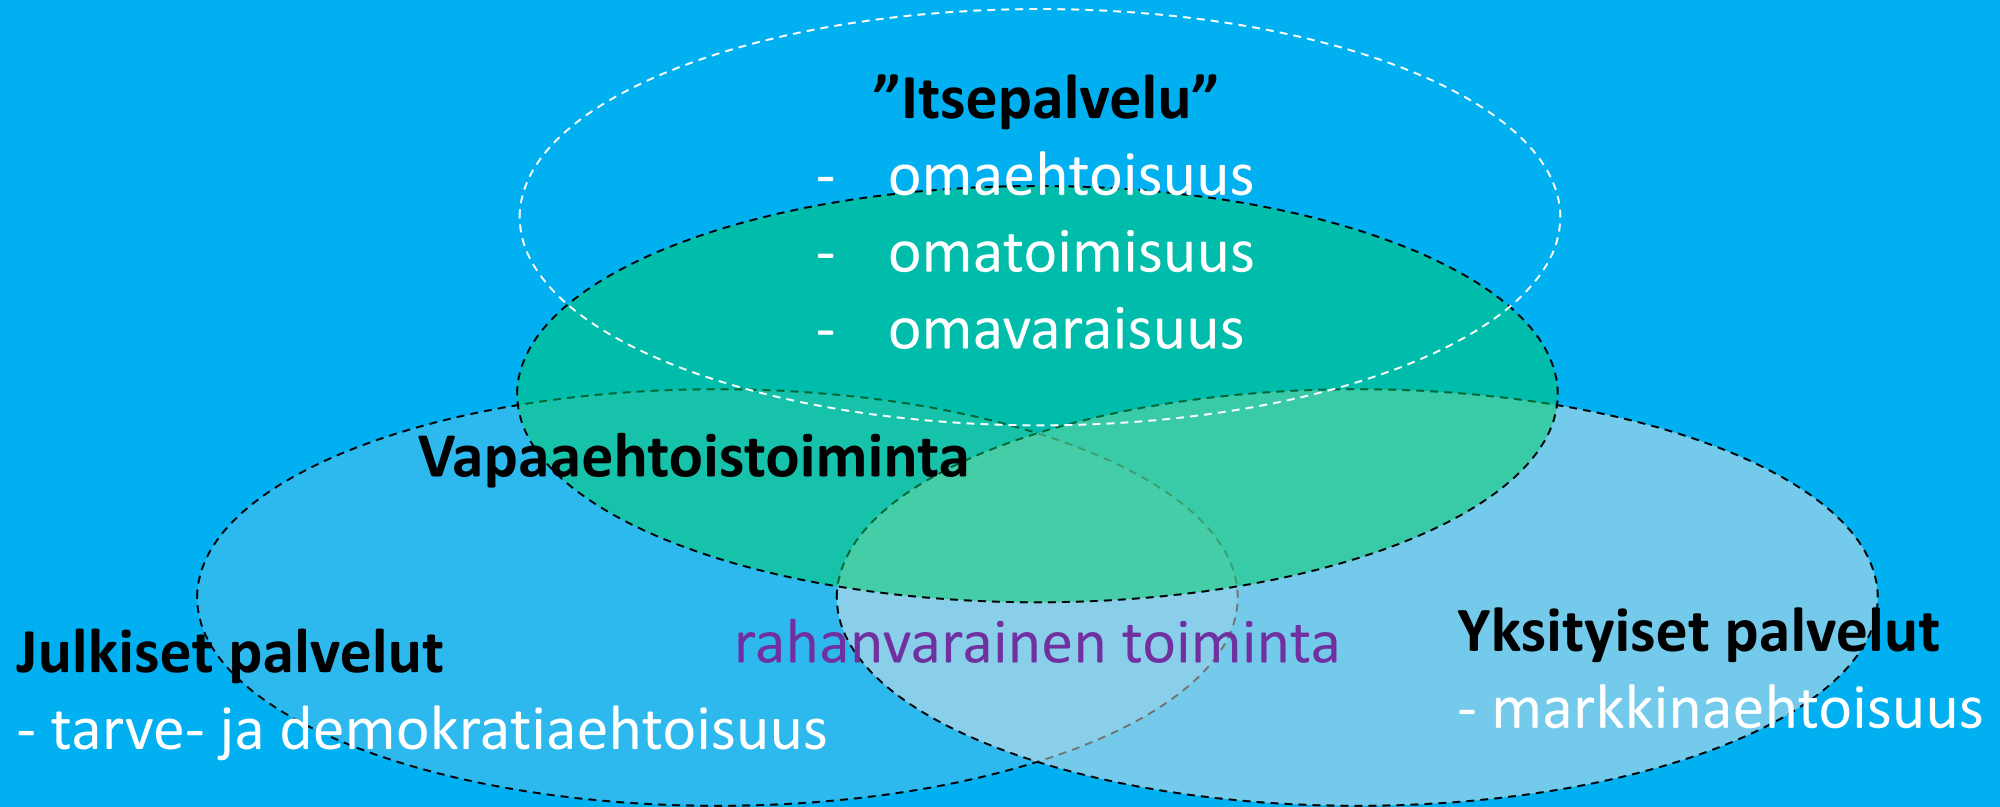 ”Itsepalvelu”
- omaehtoisuus
- omatoimisuus
- omavaraisuus
Vapaaehtoistoiminta
Julkiset palvelut
- tarve- ja demokratiaehtoisuus
rahanvarainen toiminta
Yksityiset palvelut
- markkinaehtoisuus